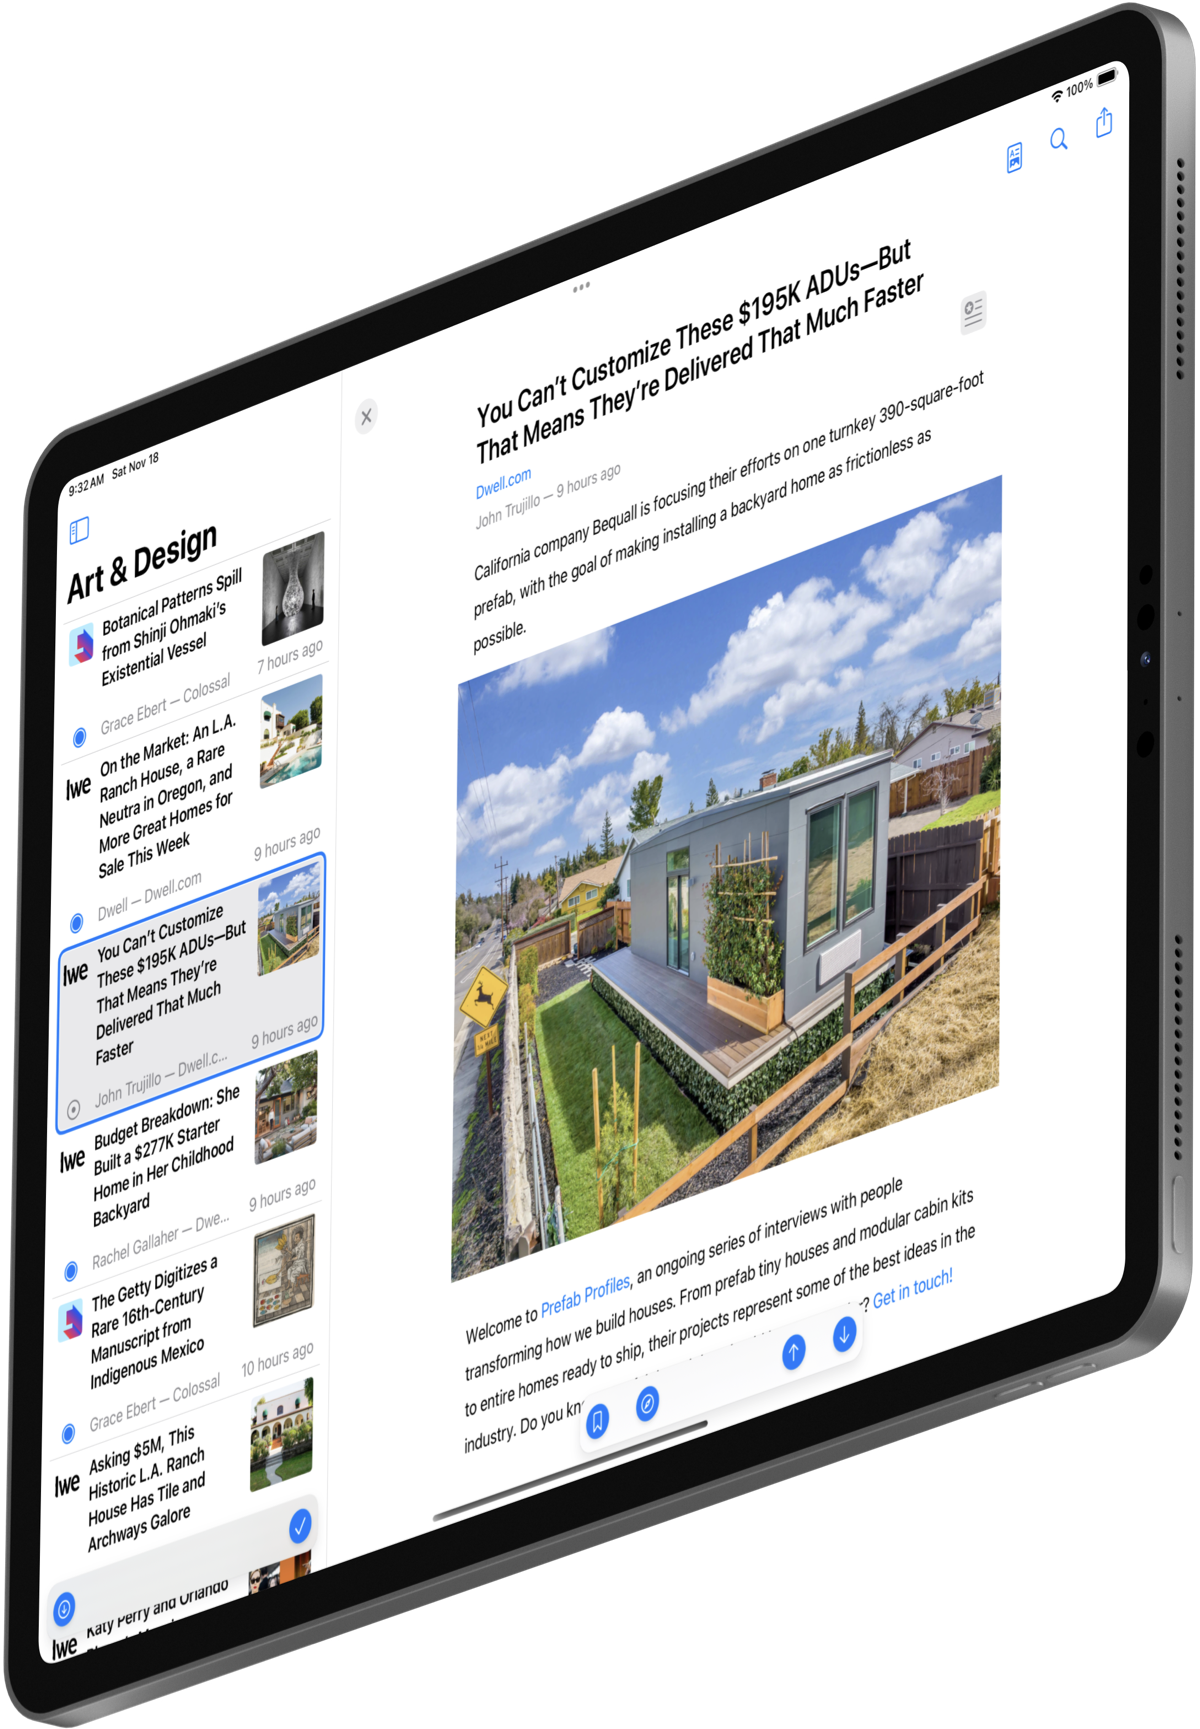 9:32 AM Sat Nov 18
100%
Art & Design
Botanical Patterns Spill
from Shinji Ohmaki's
Existential Vessel
7 hours ago
Grace Ebert — Colossal
lwe
On the Market: An L.A.
Ranch House, a Rare
Neutra in Oregon, and
More Great Homes for
Sale This Week
9 hours ago
Dwell — Dwell.com
lwe
You Can't Customize
These $195K ADUs—But
That Means They're
Delivered That Much
Faster
9 hours ago
John Trujillo — Dwell.c...
lwe
Budget Breakdown: She
Built a $277K Starter
Home in Her Childhood
Backyard
9 hours ago
Rachel Gallaher — Dwe...
The Getty Digitizes a
Rare 16th-Century
Manuscript from
Indigenous Mexico
10 hours ago
Grace Ebert — Colossal
lwe
Asking $5M, This
Historic L.A. Ranch
House Has Tile and
Archways Galore
lwe
Katy Perry and Orlando
You Can't Customize These $195K ADUs—But
That Means They're Delivered That Much Faster
Dwell.com
John Trujillo — 9 hours ago
California company Bequall is focusing their efforts on one turnkey 390-square-foot
prefab, with the goal of making installing a backyard home as frictionless as
possible.
NEXT
MILE
Welcome to Prefab Profiles, an ongoing series of interviews with people
transforming how we build houses. From prefab tiny houses and modular cabin kits
to entire homes ready to ship, their projects represent some of the best ideas in the
industry. Do you kn
? Get in touch!